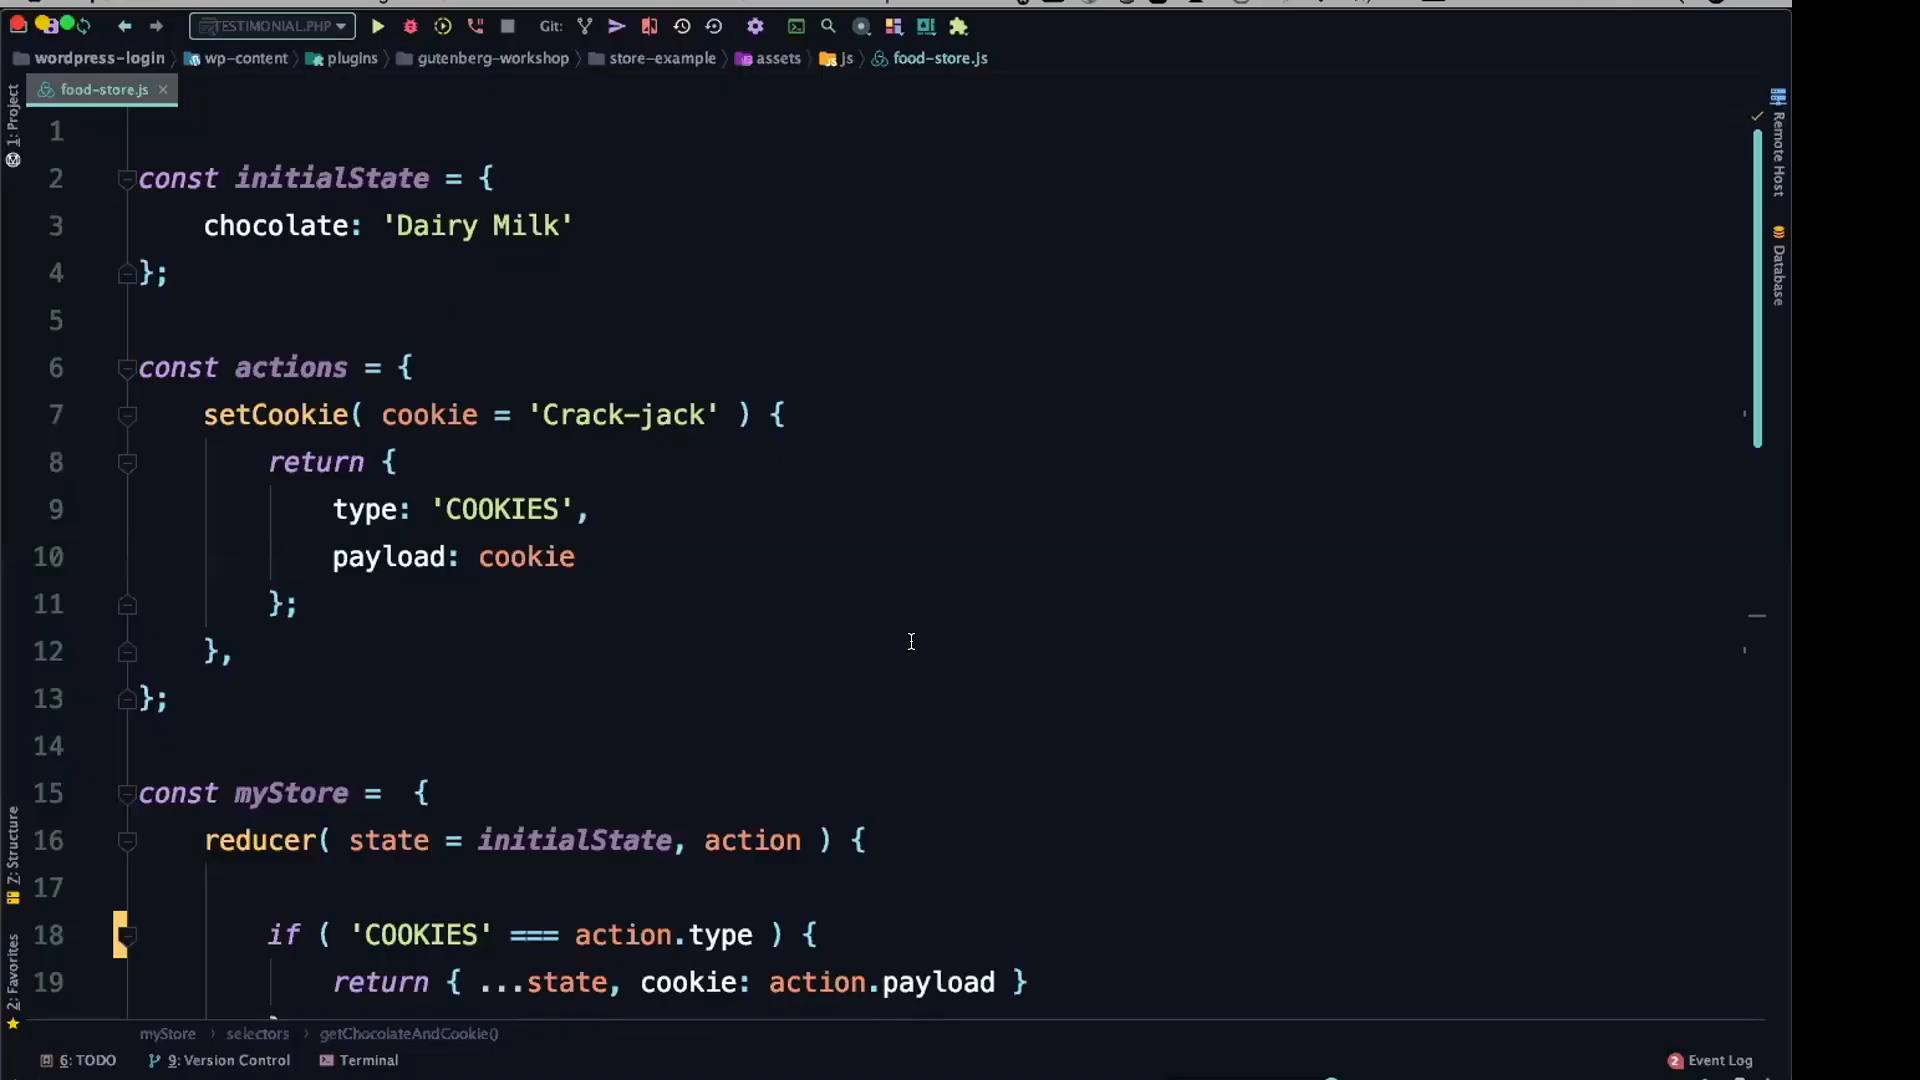 TESTIMONIAL.PHP Git:
wordpress-login wp-content plugins gutenberg-workshop store-example assets js food-store.js
food-store.js
1: Project
Remote Host
Database
1
2 const initialState = {
3 chocolate: 'Dairy Milk'
4 };
5
6 const actions = {
7 setCookie( cookie = 'Crack-jack' ) {
8 return {
9 type: 'COOKIES',
10 payload: cookie
11 };
12 },
13 };
14
15 const myStore =  {
16 reducer( state = initialState, action ) {
17
18 if ( 'COOKIES' === action.type ) {
19 return { ...state, cookie: action.payload }
Z: Structure
2: Favorites
myStore › selectors › getChocolateAndCookie()
6: TODO 9: Version Control Terminal 2 Event Log